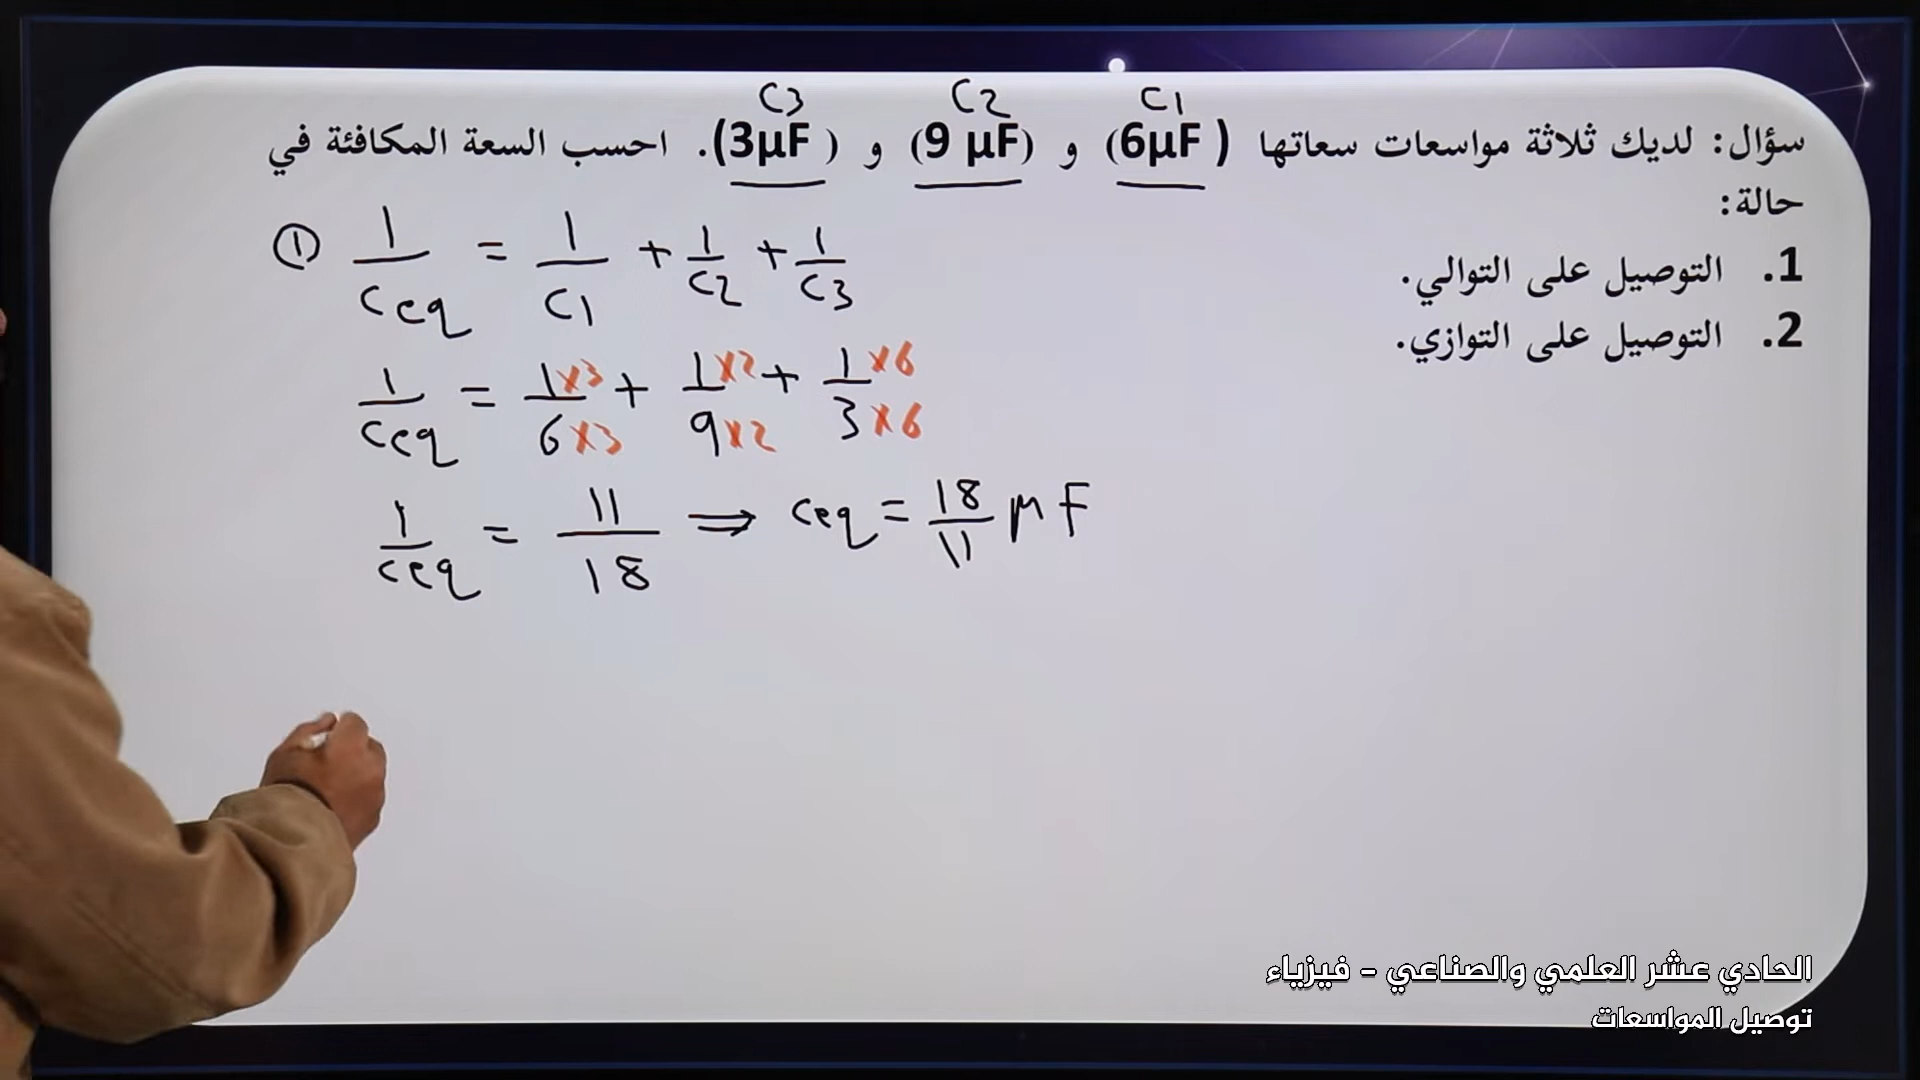 C3 C2 C1
سؤال: لديك ثلاثة مواسعات سعاتها (6µF) و (9 µF) و (3µF). احسب السعة المكافئة في
حالة:
1. التوصيل على التوالي.
2. التوصيل على التوازي.
① 1/Ceq = 1/C1 + 1/C2 + 1/C3
1/Ceq = 1×3/6×3 + 1×2/9×2 + 1×6/3×6
1/Ceq = 11/18 ⇒ Ceq = 18/11 µF
الحادي عشر العلمي والصناعي - فيزياء
توصيل المواسعات